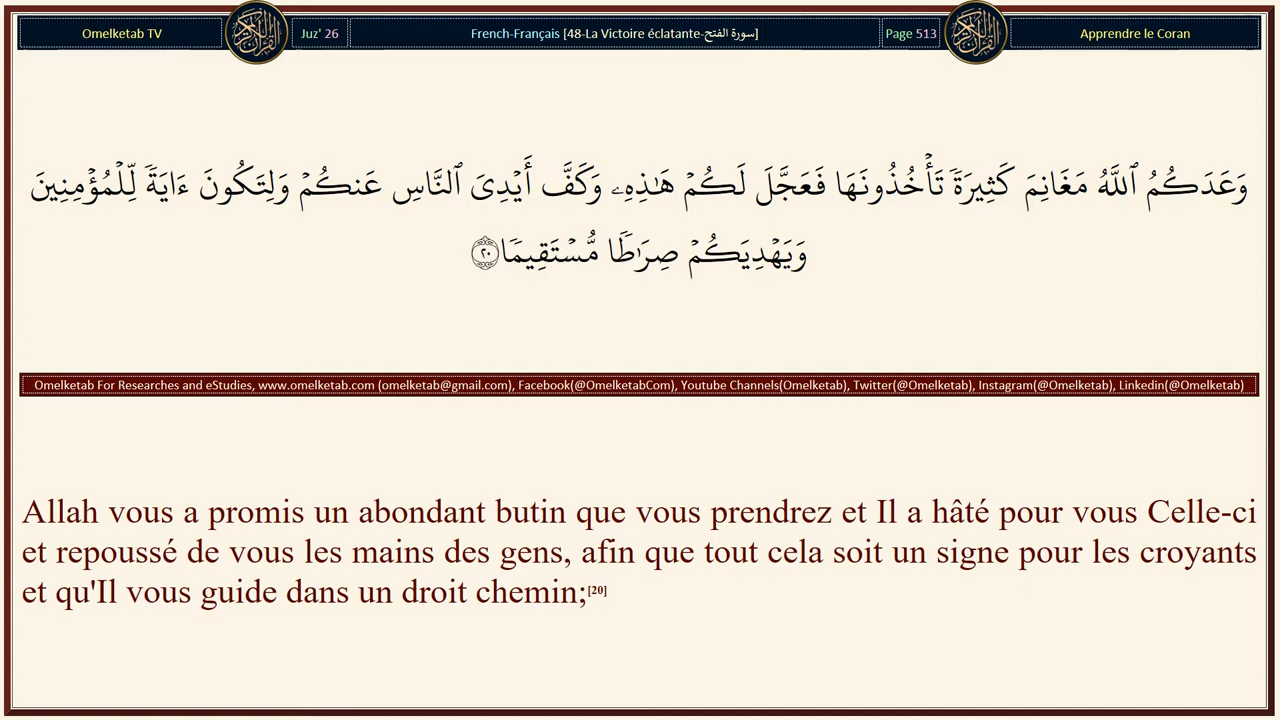 Omelketab TV
Juz' 26
French-Français [48-La Victoire éclatante-سورة الفتح]
Page 513
Apprendre le Coran
وَعَدَكُمُ ٱللَّهُ مَغَانِمَ كَثِيرَةٗ تَأۡخُذُونَهَا فَعَجَّلَ لَكُمۡ هَٰذِهِۦ وَكَفَّ أَيۡدِيَ ٱلنَّاسِ عَنكُمۡ وَلِتَكُونَ ءَايَةٗ لِّلۡمُؤۡمِنِينَ
وَيَهۡدِيَكُمۡ صِرَٰطٗا مُّسۡتَقِيمٗا ٢٠
Omelketab For Researches and eStudies, www.omelketab.com (omelketab@gmail.com), Facebook(@OmelketabCom), Youtube Channels(Omelketab), Twitter(@Omelketab), Instagram(@Omelketab), Linkedin(@Omelketab)
Allah vous a promis un abondant butin que vous prendrez et Il a hâté pour vous Celle-ci
et repoussé de vous les mains des gens, afin que tout cela soit un signe pour les croyants
et qu'Il vous guide dans un droit chemin;[20]